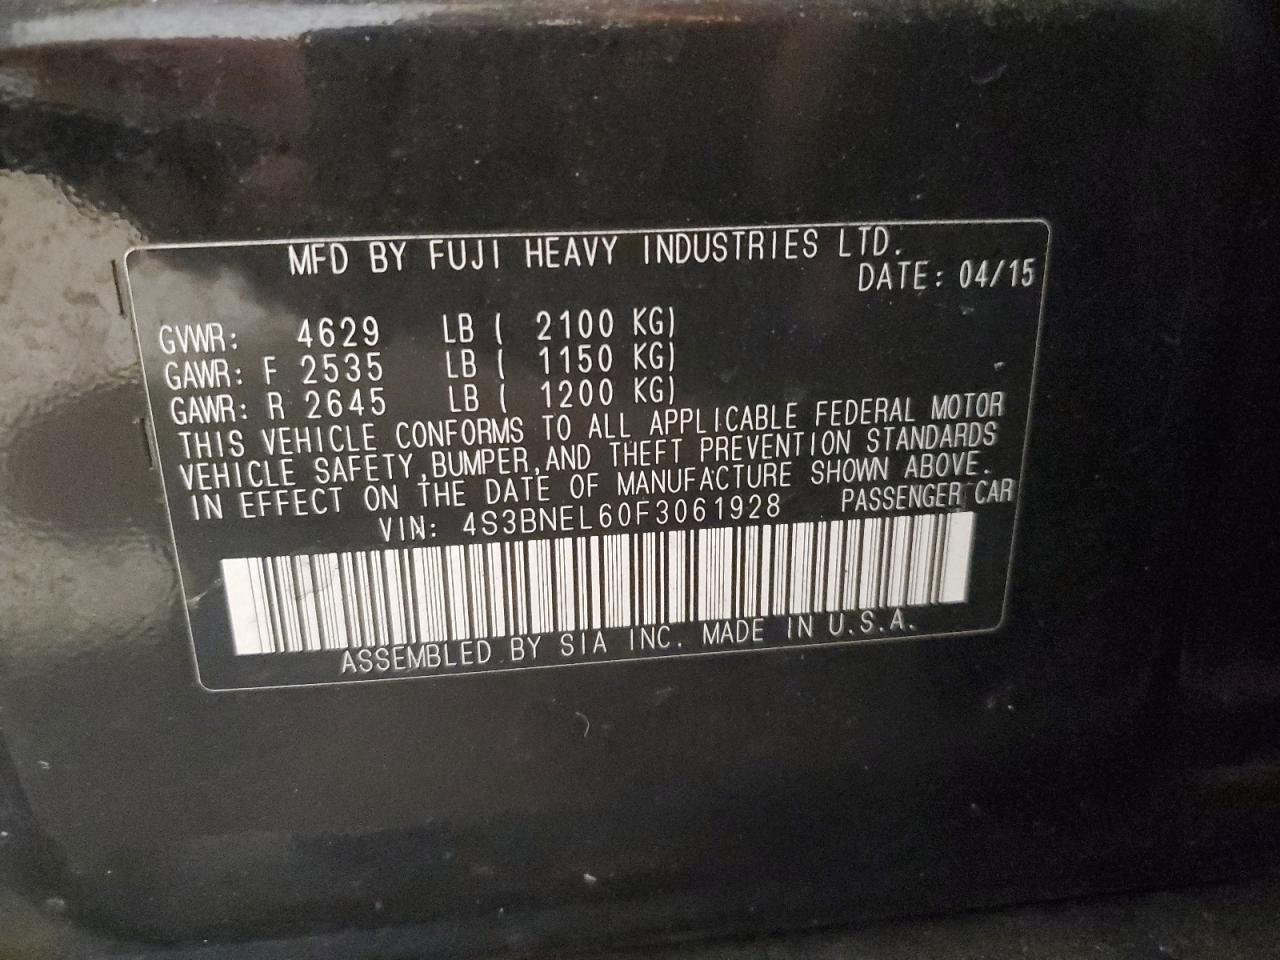 MFD BY FUJI HEAVY INDUSTRIES LTD.
DATE: 04/15
GVWR: 4629 LB ( 2100 KG)
GAWR: F 2535 LB ( 1150 KG)
GAWR: R 2645 LB ( 1200 KG)
THIS VEHICLE CONFORMS TO ALL APPLICABLE FEDERAL MOTOR
VEHICLE SAFETY,BUMPER,AND THEFT PREVENTION STANDARDS
IN EFFECT ON THE DATE OF MANUFACTURE SHOWN ABOVE.
VIN: 4S3BNEL60F3061928 PASSENGER CAR
ASSEMBLED BY SIA INC. MADE IN U.S.A.